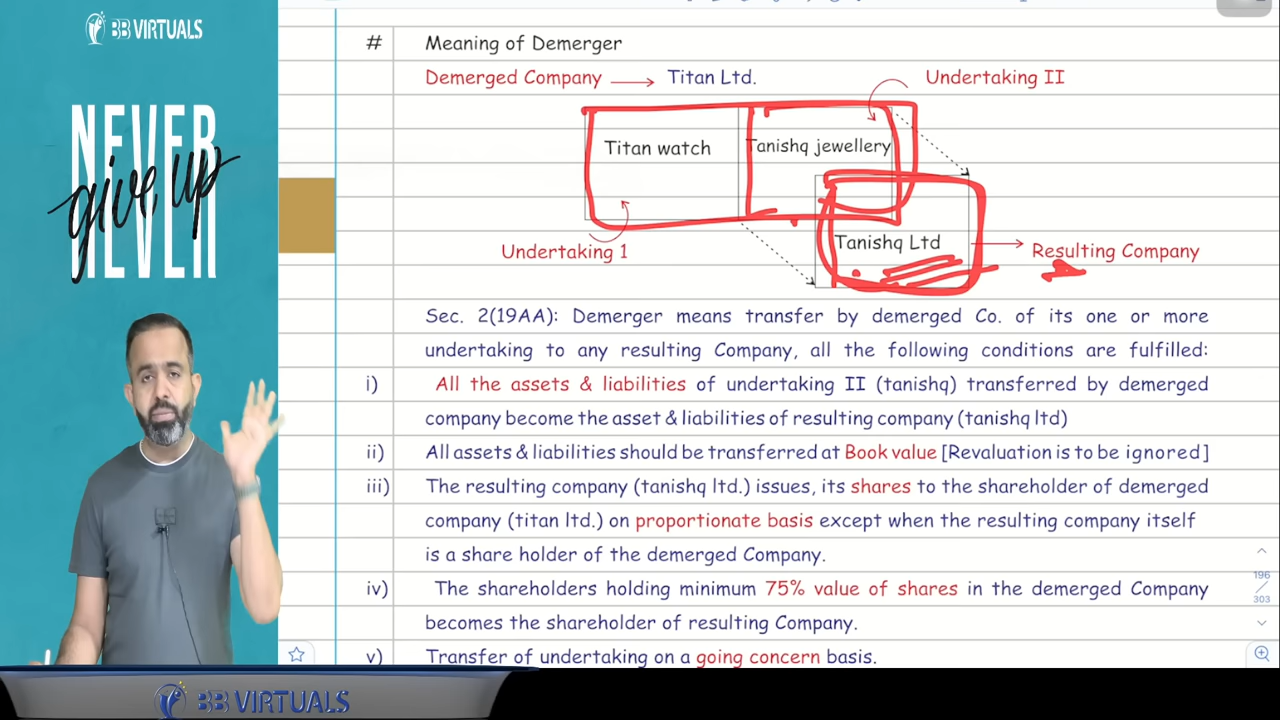 BB VIRTUALS
NEVER
give up
NEVER
# Meaning of Demerger
Demerged Company → Titan Ltd. Undertaking II
Titan watch Tanishq jewellery
Tanishq Ltd
Undertaking 1 → Resulting Company
Sec. 2(19AA): Demerger means transfer by demerged Co. of its one or more
undertaking to any resulting Company, all the following conditions are fulfilled:
i) All the assets & liabilities of undertaking II (tanishq) transferred by demerged
company become the asset & liabilities of resulting company (tanishq ltd)
ii) All assets & liabilities should be transferred at Book value [Revaluation is to be ignored]
iii) The resulting company (tanishq ltd.) issues, its shares to the shareholder of demerged
company (titan ltd.) on proportionate basis except when the resulting company itself
is a share holder of the demerged Company.
196
303
iv) The shareholders holding minimum 75% value of shares in the demerged Company
becomes the shareholder of resulting Company.
v) Transfer of undertaking on a going concern basis.
BB VIRTUALS